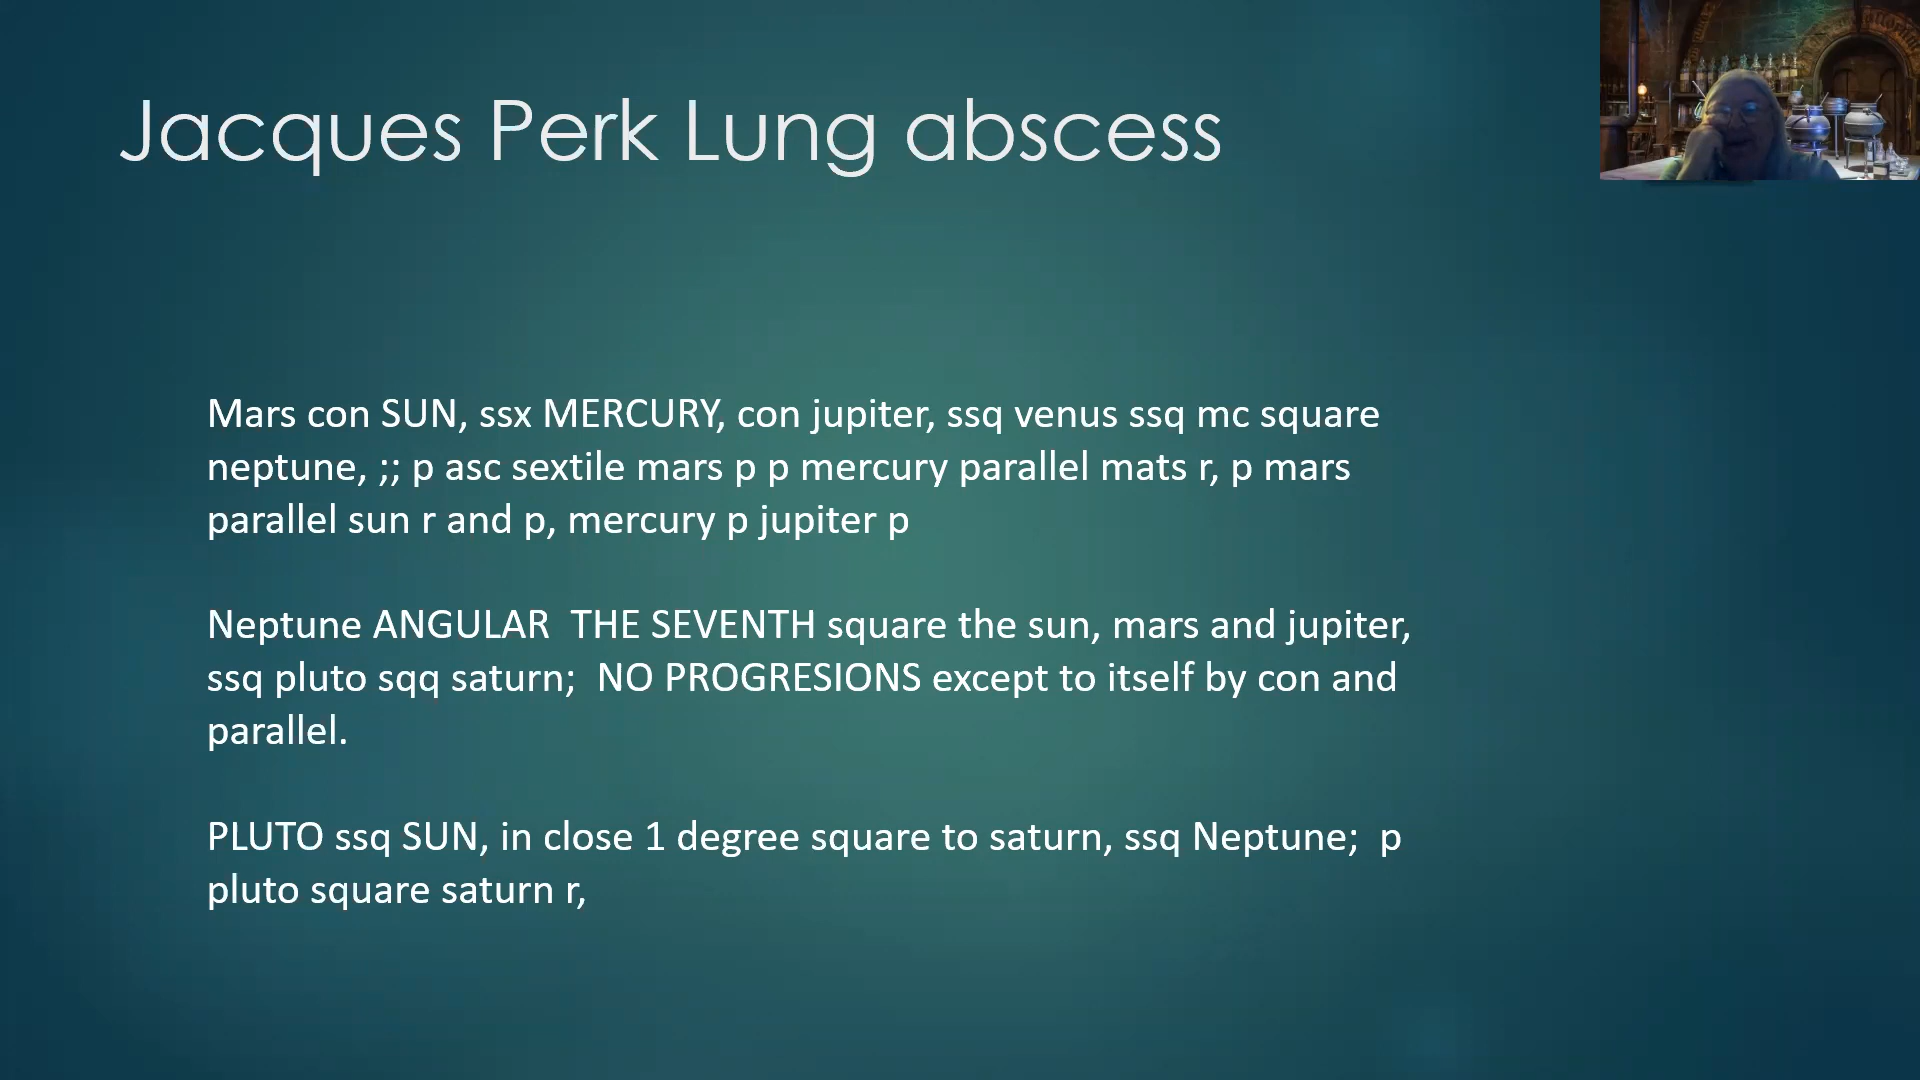 Jacques Perk Lung abscess
Mars con SUN, ssx MERCURY, con jupiter, ssq venus ssq mc square
neptune, ;; p asc sextile mars p p mercury parallel mats r, p mars
parallel sun r and p, mercury p jupiter p
Neptune ANGULAR  THE SEVENTH square the sun, mars and jupiter,
ssq pluto sqq saturn;  NO PROGRESIONS except to itself by con and
parallel.
PLUTO ssq SUN, in close 1 degree square to saturn, ssq Neptune;  p
pluto square saturn r,